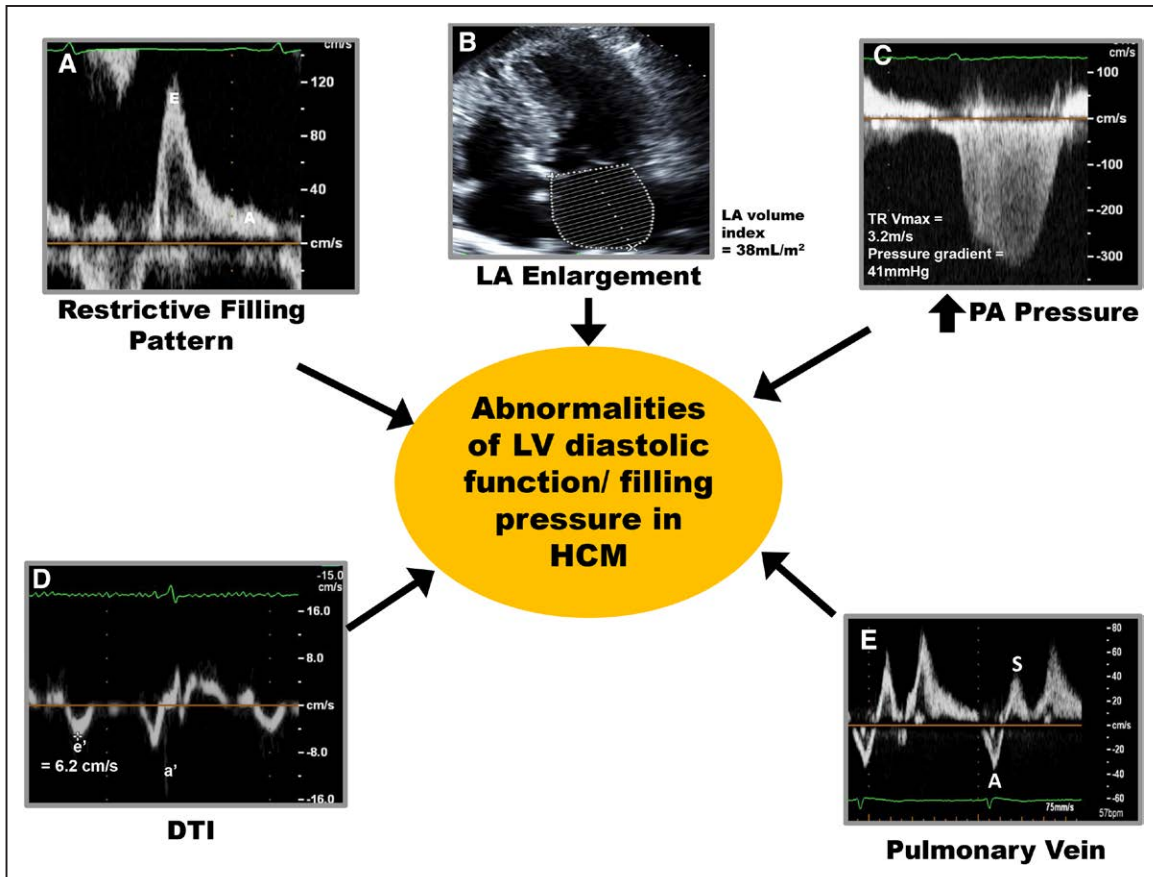 A
cm/s
E
A
120
80
40
cm/s
Restrictive Filling
Pattern
B
LA volume
index
= 38mL/m²
LA Enlargement
C
cm/s
100
cm/s
-100
-200
-300
TR Vmax =
3.2m/s
Pressure gradient =
41mmHg
PA Pressure
Abnormalities
of LV diastolic
function/ filling
pressure in
HCM
D
-15.0
cm/s
16.0
8.0
cm/s
-8.0
-16.0
e'
= 6.2 cm/s
a'
DTI
E
S
A
80
60
40
20
cm/s
-20
-40
-60
75mm/s
57bpm
Pulmonary Vein